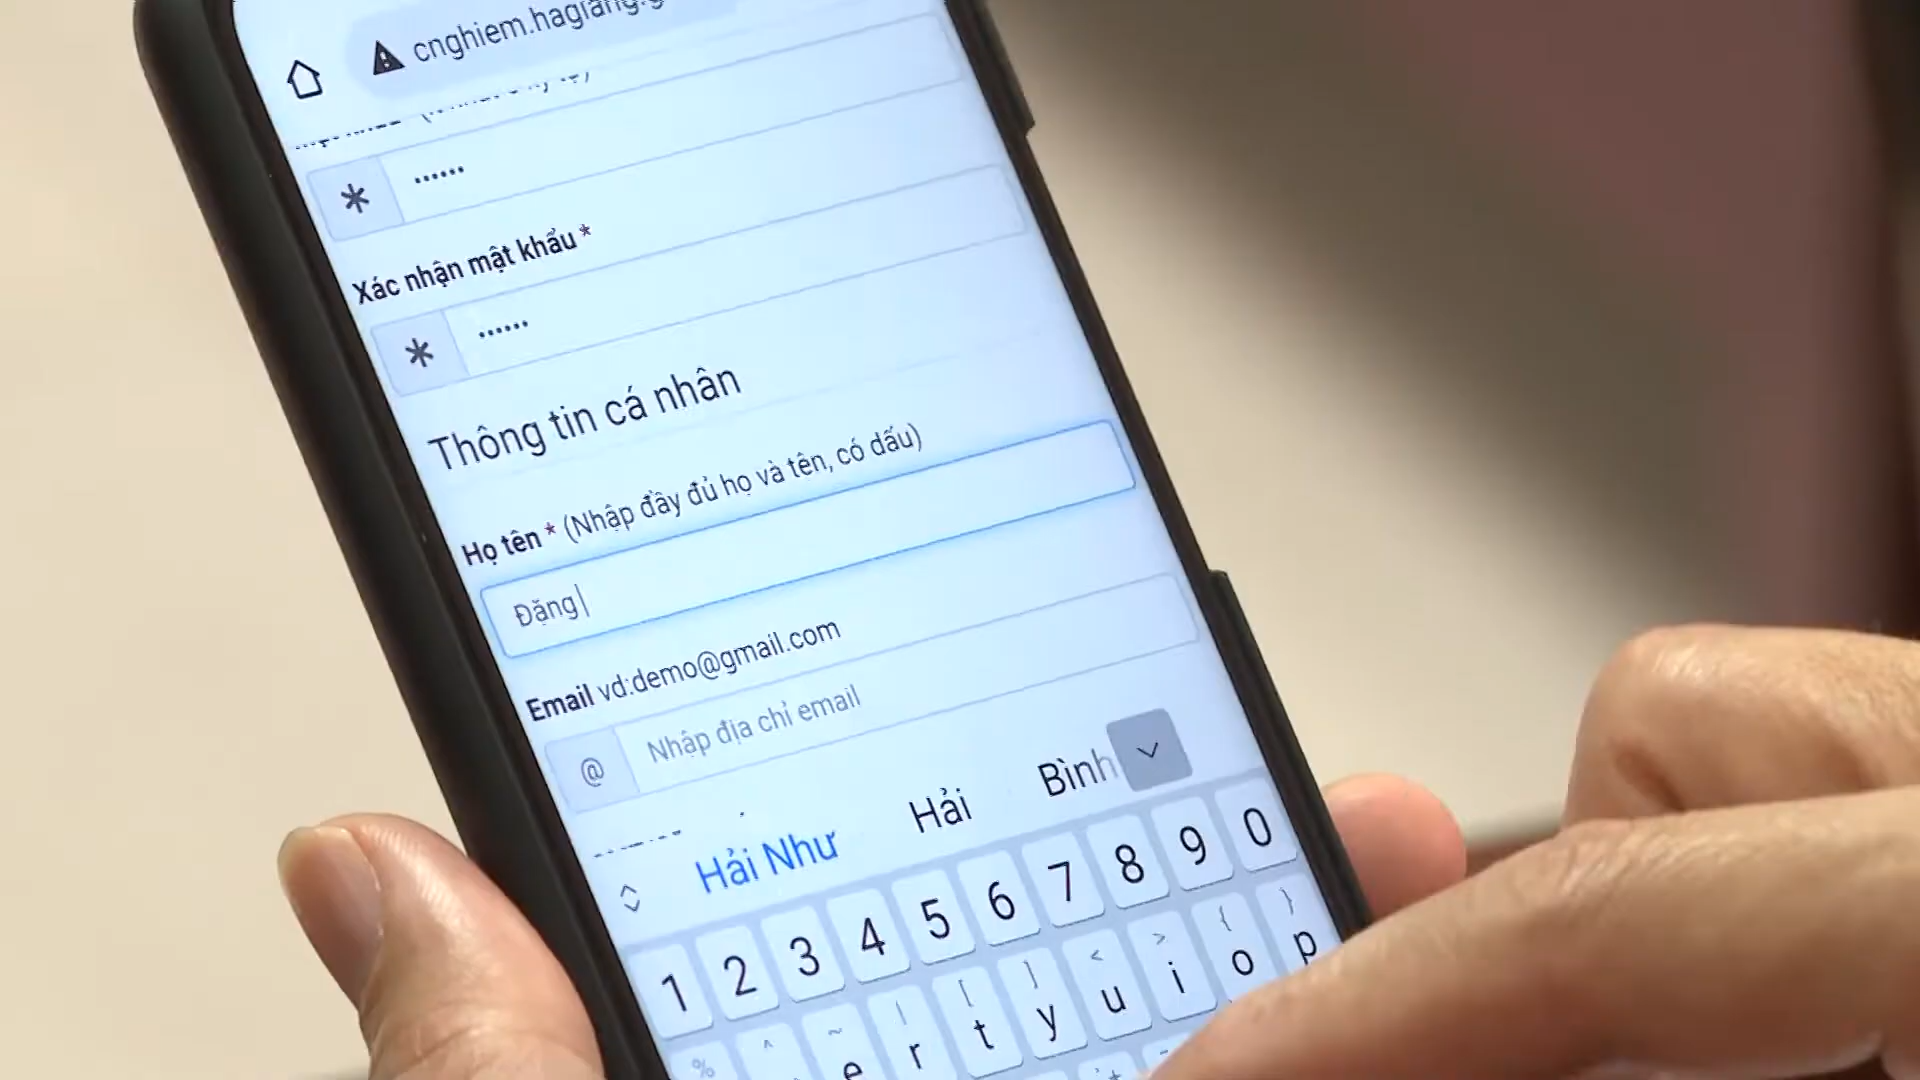 cnghiem.hagiang.g
••••••
Xác nhận mật khẩu *
••••••
Thông tin cá nhân
Họ tên * (Nhập đầy đủ họ và tên, có dấu)
Đặng
Email vd:demo@gmail.com
@ Nhập địa chỉ email
Hải Như Hải Bình
1 2 3 4 5 6 7 8 9 0
e r t y u i o p